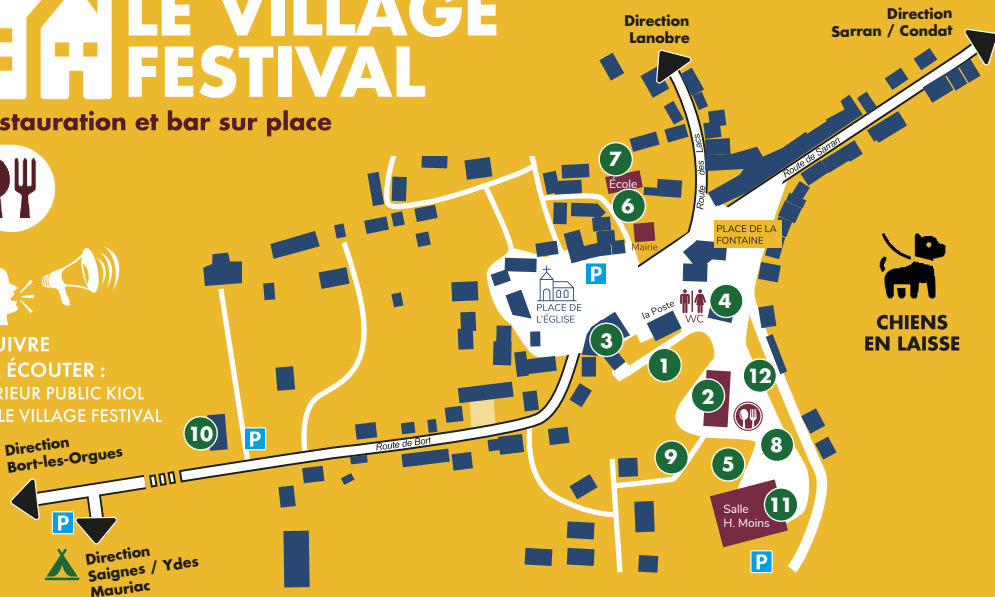 LE VILLAGE
FESTIVAL
stauration et bar sur place
UIVRE
ÉCOUTER :
RIEUR PUBLIC KIOL
LE VILLAGE FESTIVAL
Direction
Lanobre
Direction
Sarran / Condat
Route des Lacs
Route de Sarran
7
École
6
Mairie
PLACE DE LA
FONTAINE
P
PLACE DE
L'ÉGLISE
la Poste
WC
4
3
1
2
12
CHIENS
EN LAISSE
10
P
Route de Bort
9
5
8
11
Salle
H. Moins
P
Direction
Bort-les-Orgues
P
Direction
Saignes / Ydes
Mauriac